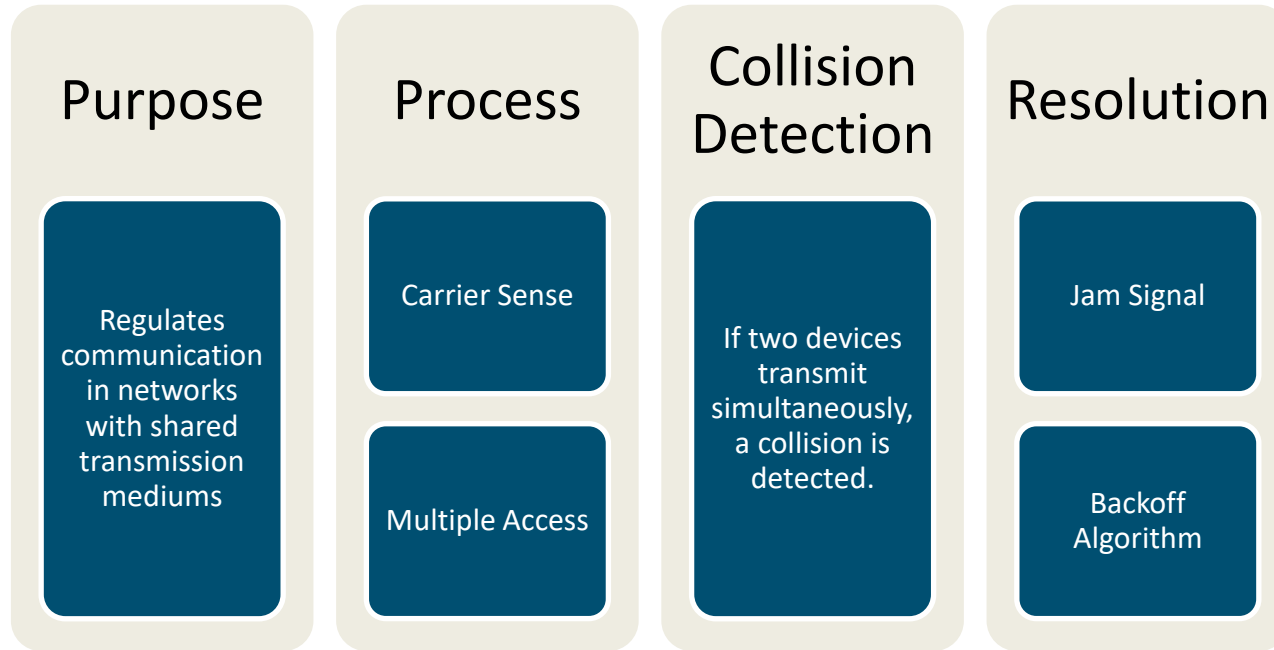 Purpose
Regulates
communication
in networks
with shared
transmission
mediums
Process
Carrier Sense
Multiple Access
Collision
Detection
If two devices
transmit
simultaneously,
a collision is
detected.
Resolution
Jam Signal
Backoff
Algorithm